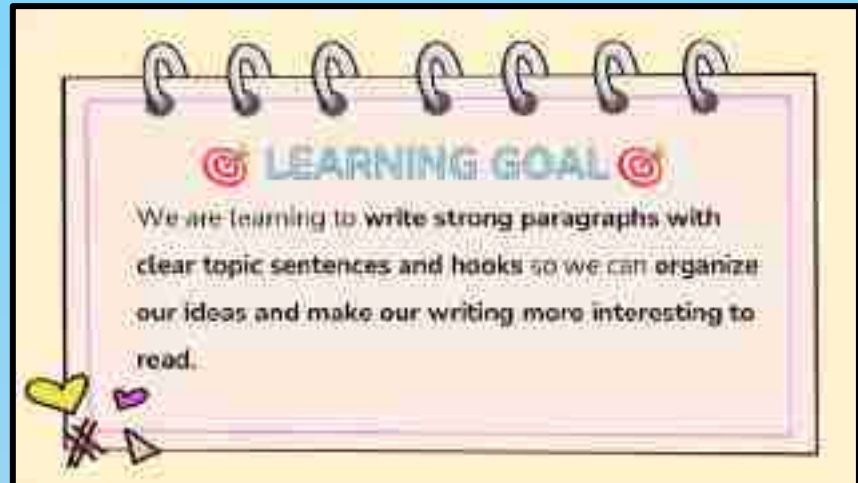 🎯 LEARNING GOAL 🎯
We are learning to write strong paragraphs with
clear topic sentences and hooks so we can organize
our ideas and make our writing more interesting to
read.